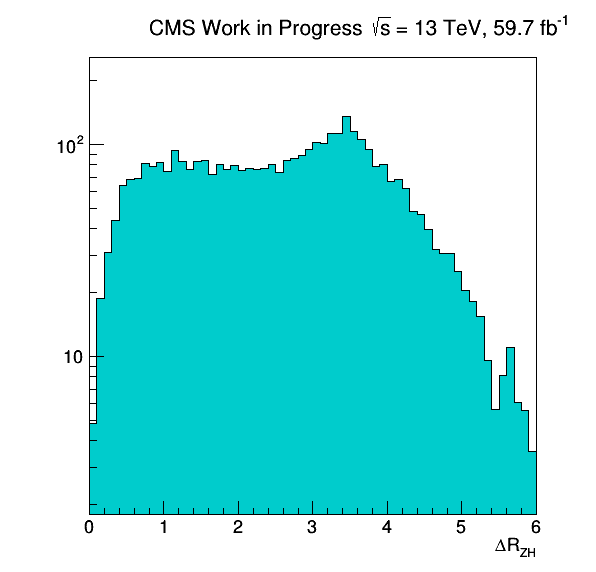 CMS Work in Progress √s = 13 TeV, 59.7 fb⁻¹
10²
10
0 1 2 3 4 5 6
ΔR_ZH